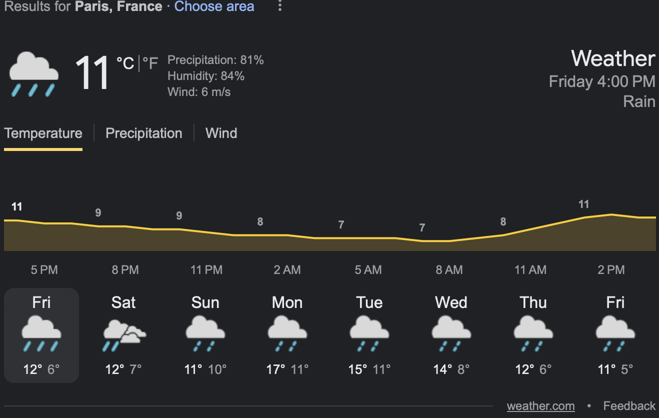 Results for Paris, France · Choose area
11 °C | °F
Precipitation: 81%
Humidity: 84%
Wind: 6 m/s
Weather
Friday 4:00 PM
Rain
Temperature Precipitation Wind
11 9 9 8 7 7 8 11
5 PM 8 PM 11 PM 2 AM 5 AM 8 AM 11 AM 2 PM
Fri Sat Sun Mon Tue Wed Thu Fri
12° 6° 12° 7° 11° 10° 17° 11° 15° 11° 14° 8° 12° 6° 11° 5°
weather.com • Feedback